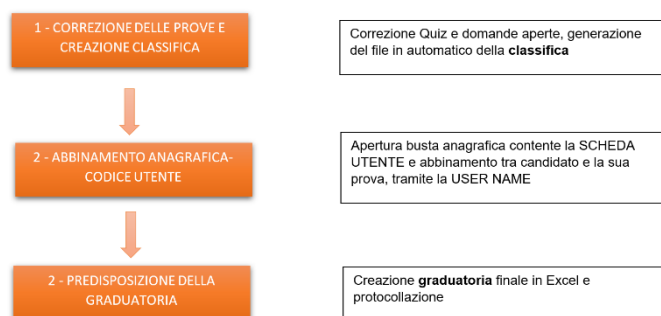 1 - CORREZIONE DELLE PROVE E
CREAZIONE CLASSIFICA
Correzione Quiz e domande aperte, generazione
del file in automatico della classifica
2 - ABBINAMENTO ANAGRAFICA-
CODICE UTENTE
Apertura busta anagrafica contente la SCHEDA
UTENTE e abbinamento tra candidato e la sua
prova, tramite la USER NAME
2 - PREDISPOSIZIONE DELLA
GRADUATORIA
Creazione graduatoria finale in Excel e
protocollazione